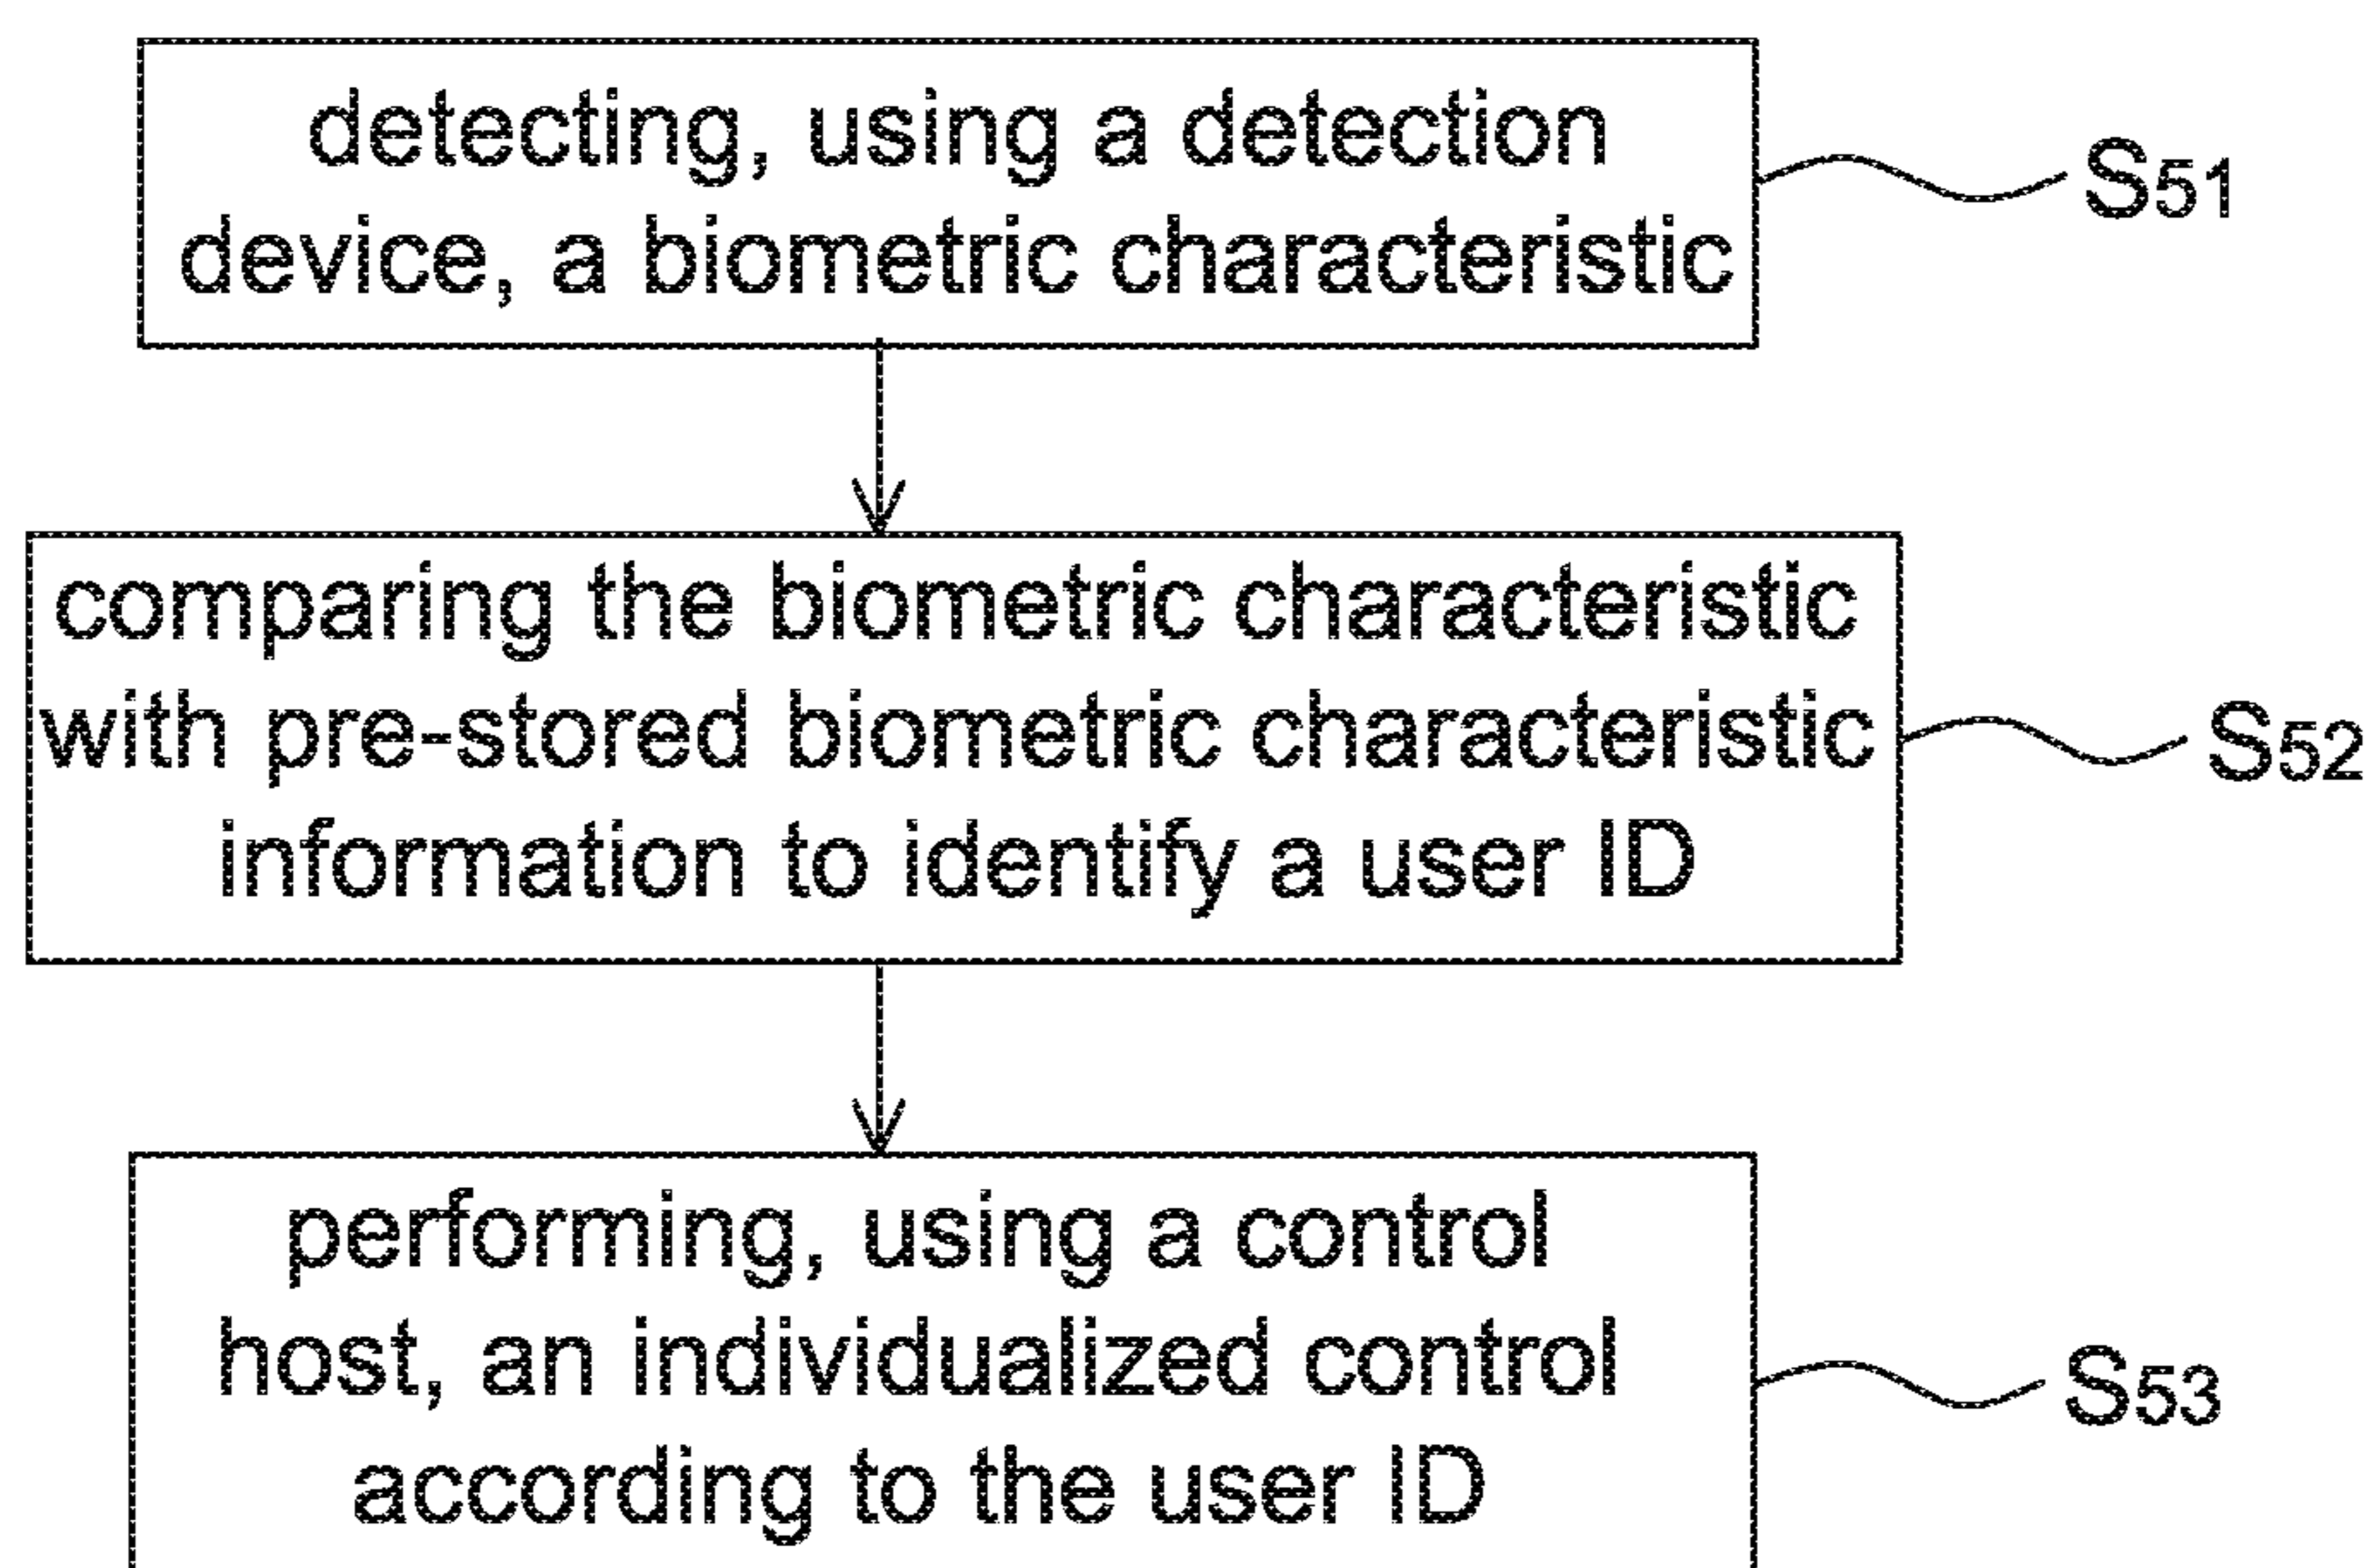 detecting, using a detection
device, a biometric characteristic
S51
comparing the biometric characteristic
with pre-stored biometric characteristic
information to identify a user ID
S52
performing, using a control
host, an individualized control
according to the user ID
S53